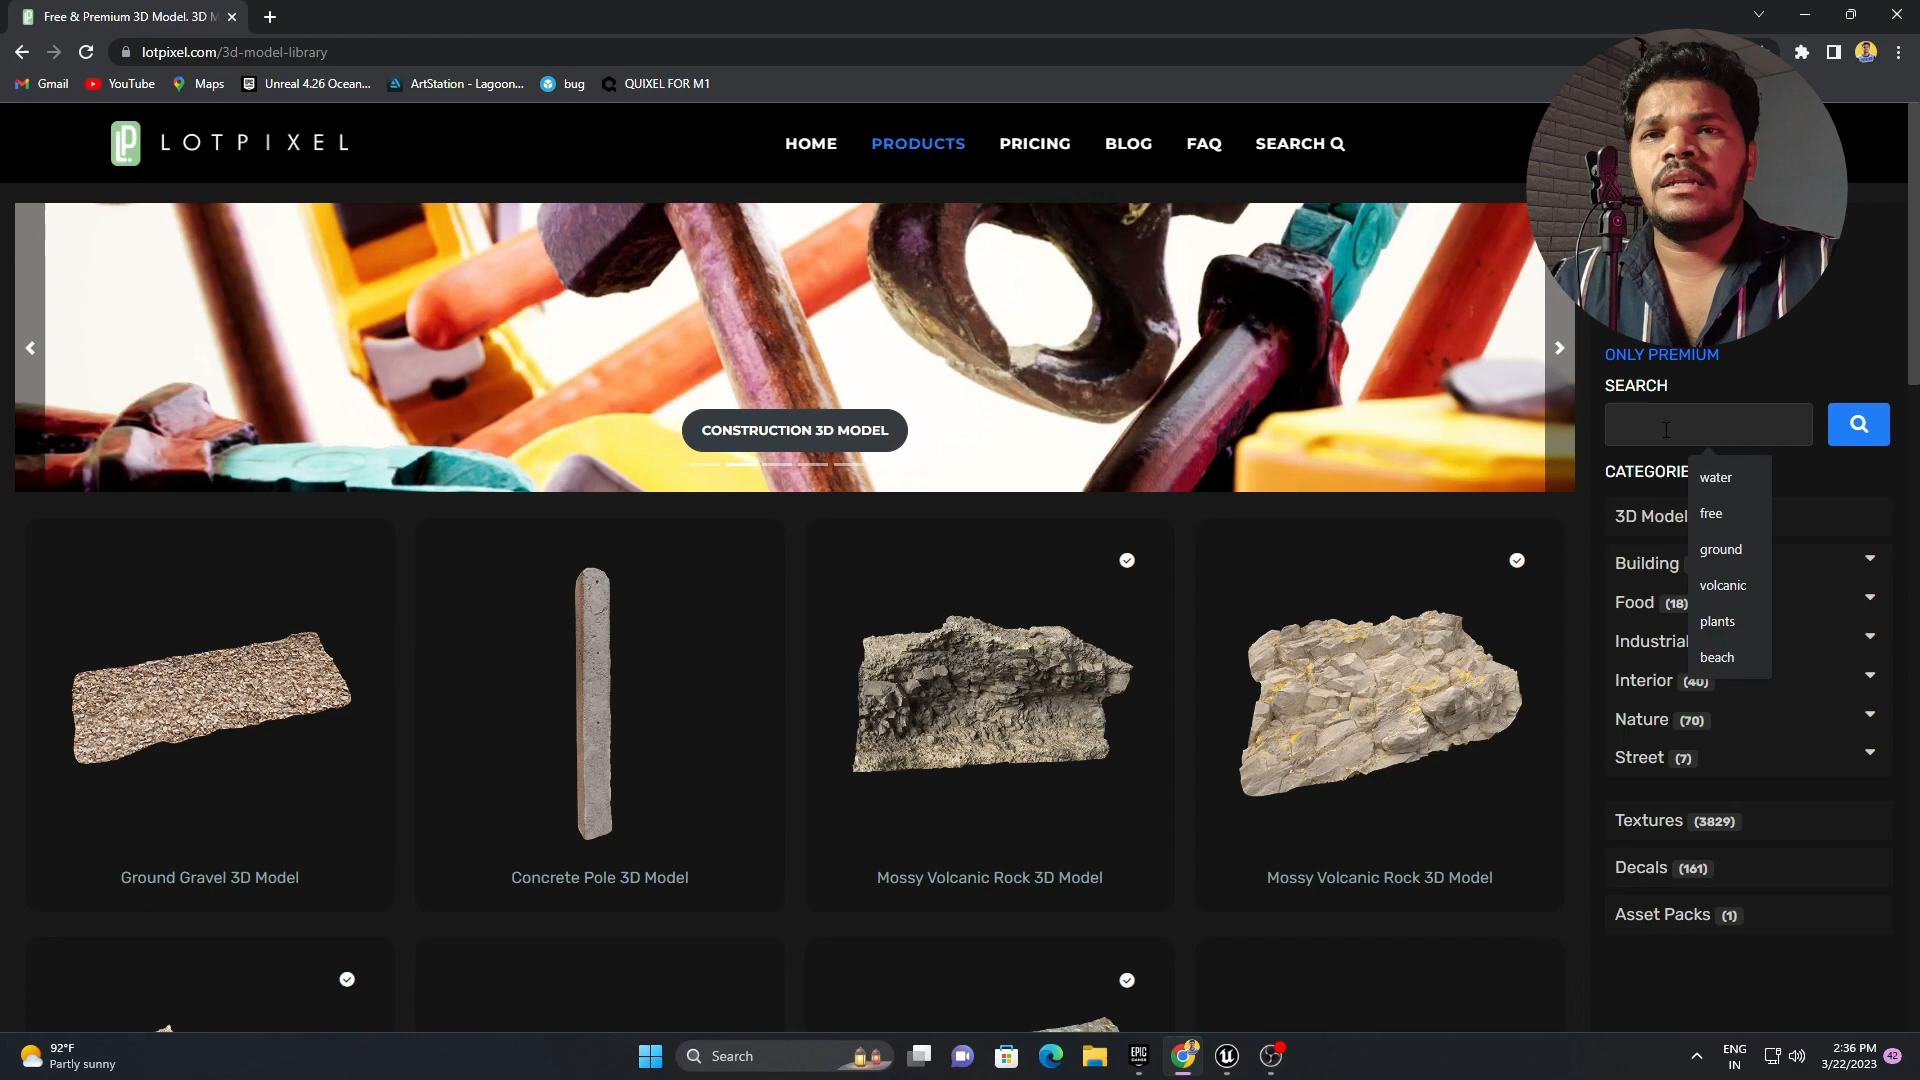 Free & Premium 3D Model. 3D M
lotpixel.com/3d-model-library
Gmail YouTube Maps Unreal 4.26 Ocean... ArtStation - Lagoon... bug QUIXEL FOR M1
LP LOTPIXEL
HOME PRODUCTS PRICING BLOG FAQ SEARCH
CONSTRUCTION 3D MODEL
ONLY PREMIUM
SEARCH
water
free
ground
volcanic
plants
beach
CATEGORIE
3D Model
Building
Food (18)
Industrial
Interior (40)
Nature (70)
Street (7)
Textures (3829)
Decals (161)
Asset Packs (1)
Ground Gravel 3D Model
Concrete Pole 3D Model
Mossy Volcanic Rock 3D Model
Mossy Volcanic Rock 3D Model
92°F
Partly sunny
Search
EPIC GAMES
ENG
IN
2:36 PM
3/22/2023
42